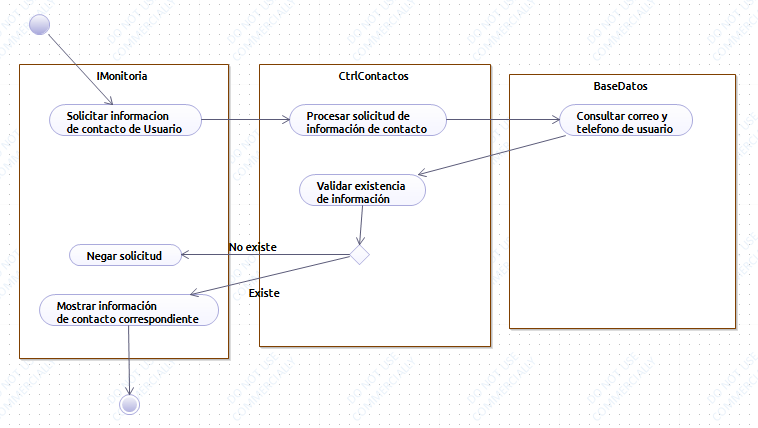 IMonitoria
CtrlContactos
BaseDatos
Solicitar informacion
de contacto de Usuario
Procesar solicitud de
información de contacto
Consultar correo y
telefono de usuario
Validar existencia
de información
No existe
Negar solicitud
Existe
Mostrar información
de contacto correspondiente